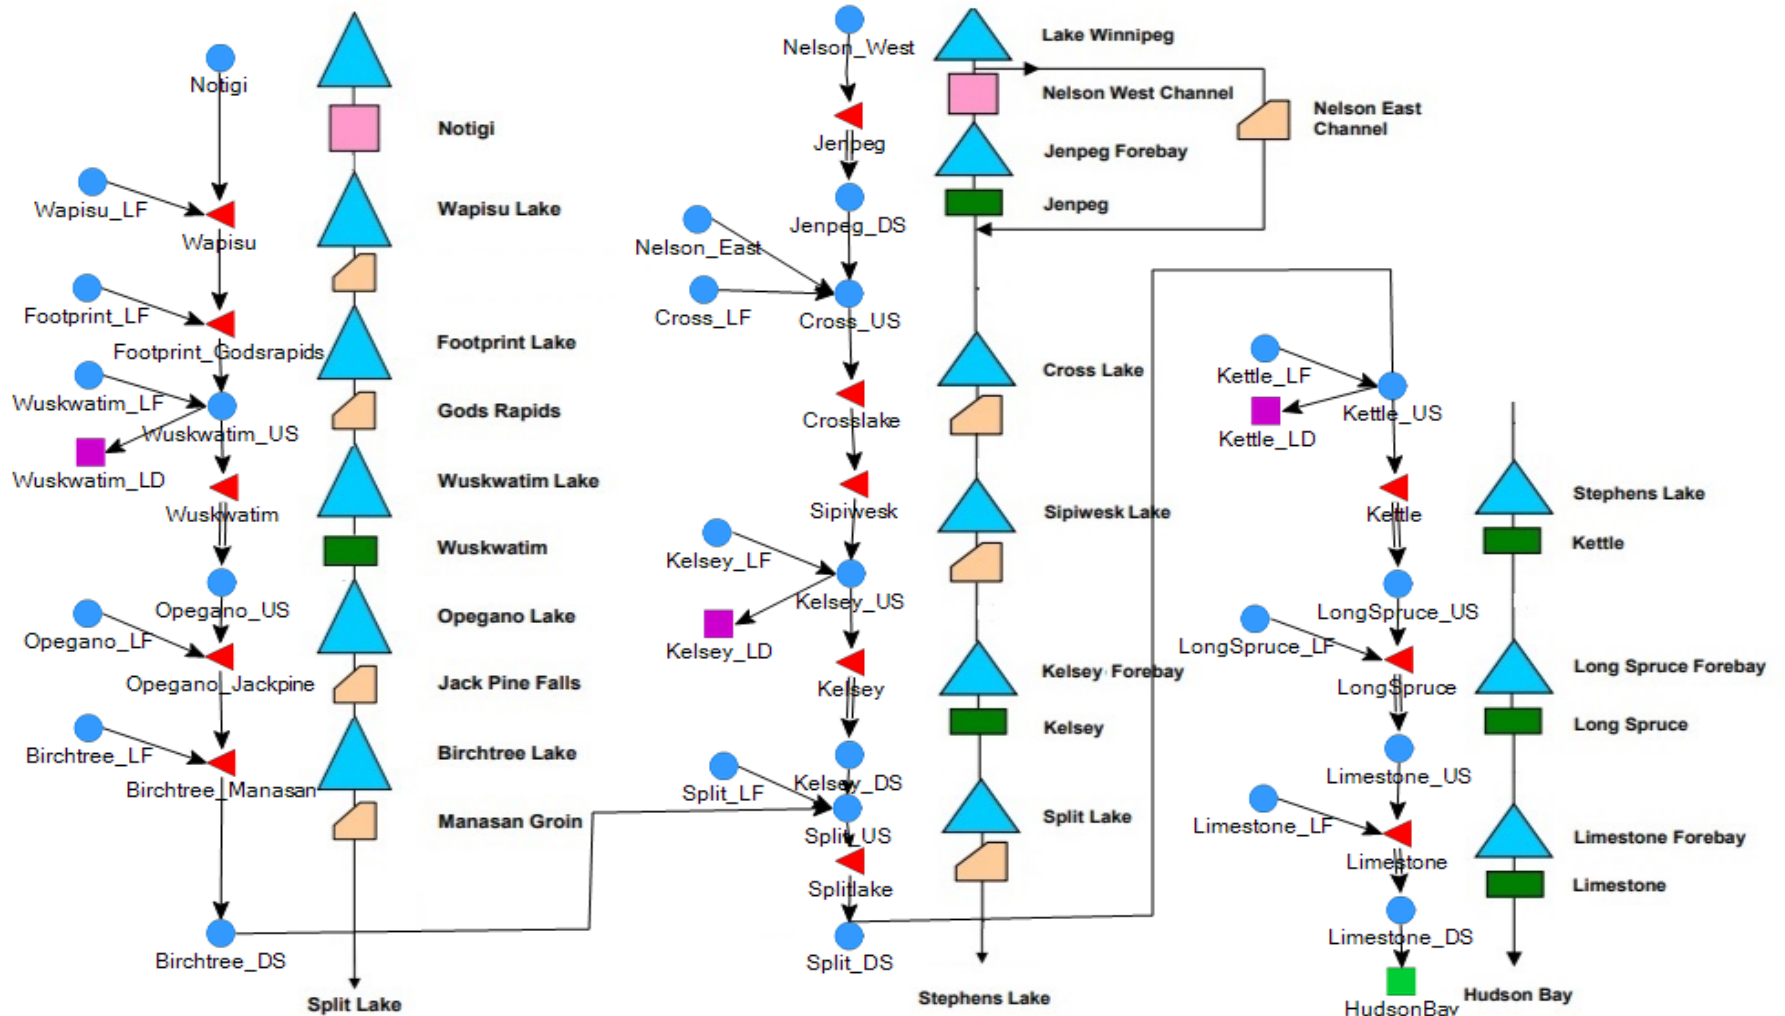 Notigi
Wapisu_LF
Wapisu
Footprint_LF
Footprint_Godsrapids
Wuskwatim_LF
Wuskwatim_US
Wuskwatim_LD
Wuskwatim
Opegano_US
Opegano_LF
Opegano_Jackpine
Birchtree_LF
Birchtree_Manasan
Birchtree_DS
Notigi
Wapisu Lake
Footprint Lake
Gods Rapids
Wuskwatim Lake
Wuskwatim
Opegano Lake
Jack Pine Falls
Birchtree Lake
Manasan Groin
Split Lake
Nelson_West
Jenpeg
Jenpeg_DS
Nelson_East
Cross_LF
Cross_US
Crosslake
Sipiwesk
Kelsey_LF
Kelsey_US
Kelsey_LD
Kelsey
Kelsey_DS
Split_LF
Split_US
Splitlake
Split_DS
Lake Winnipeg
Nelson West Channel
Nelson East
Channel
Jenpeg Forebay
Jenpeg
Cross Lake
Sipiwesk Lake
Kelsey Forebay
Kelsey
Split Lake
Stephens Lake
Kettle_LF
Kettle_US
Kettle_LD
Kettle
LongSpruce_US
LongSpruce_LF
LongSpruce
Limestone_US
Limestone_LF
Limestone
Limestone_DS
HudsonBay
Stephens Lake
Kettle
Long Spruce Forebay
Long Spruce
Limestone Forebay
Limestone
Hudson Bay